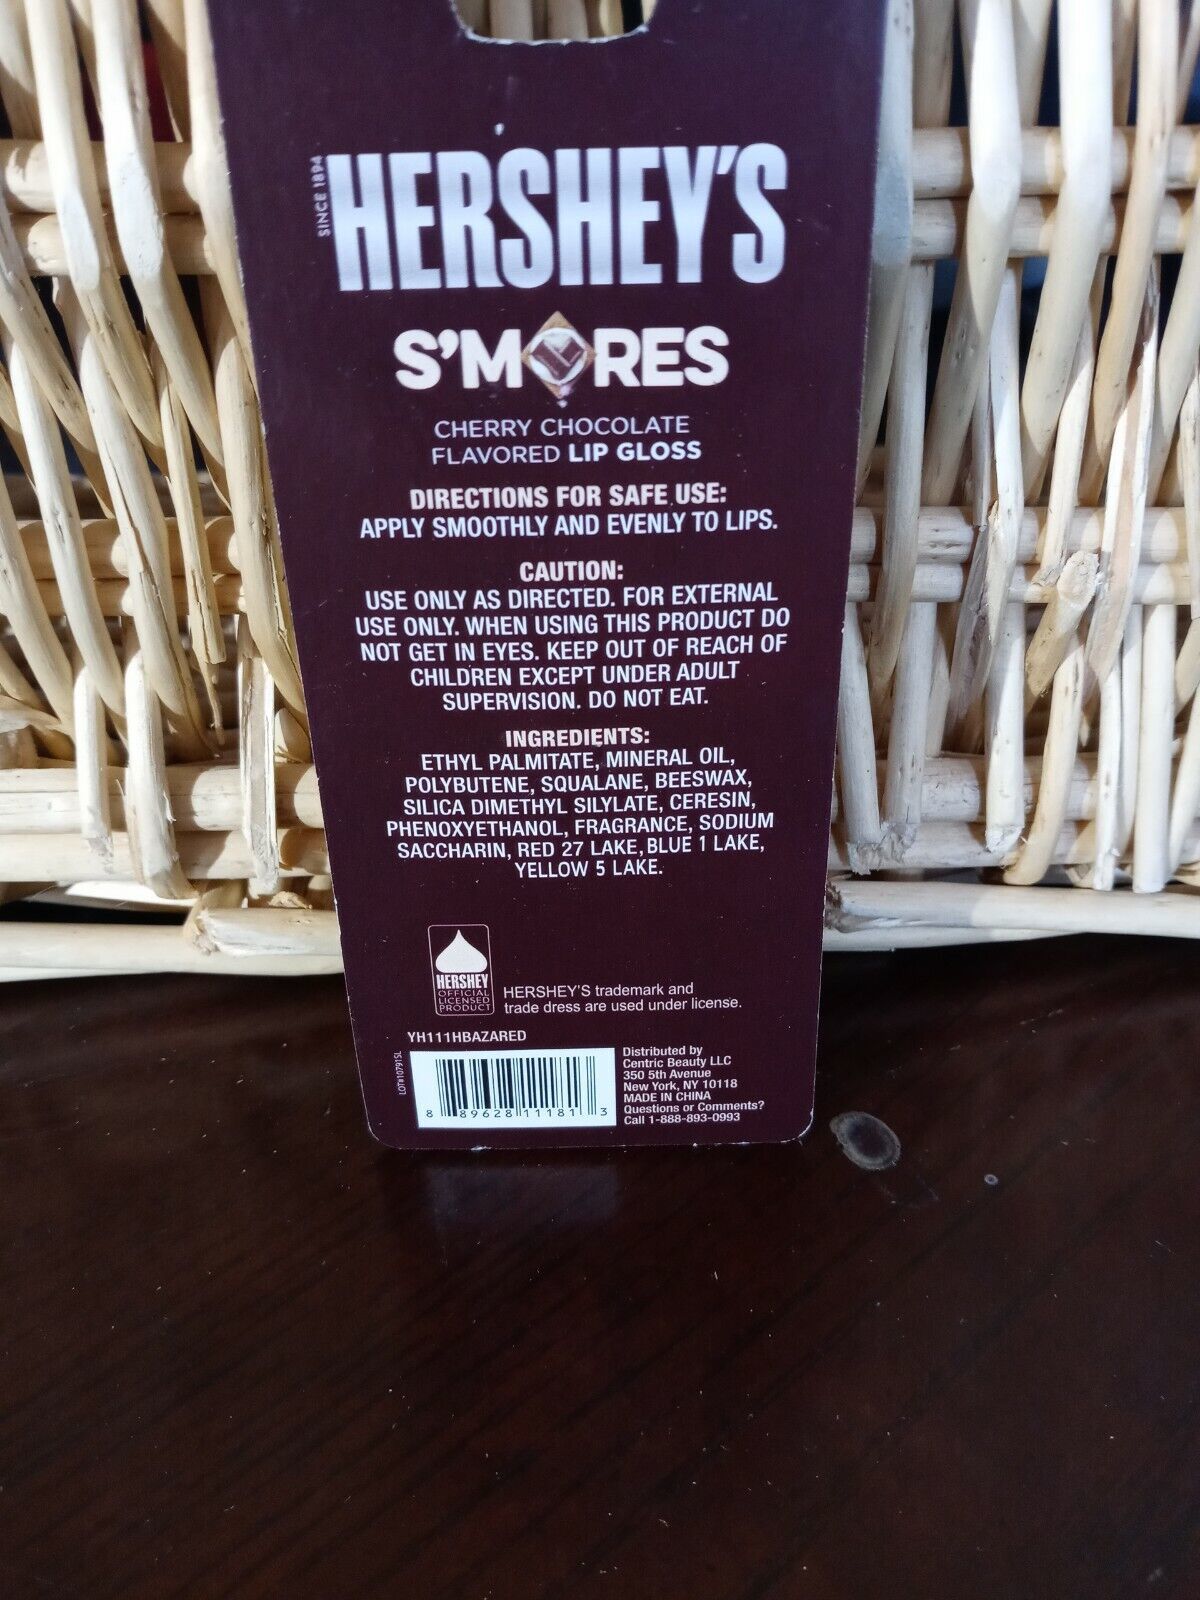 SINCE 1894
HERSHEY'S
S'MORES
CHERRY CHOCOLATE
FLAVORED LIP GLOSS
DIRECTIONS FOR SAFE USE:
APPLY SMOOTHLY AND EVENLY TO LIPS.
CAUTION:
USE ONLY AS DIRECTED. FOR EXTERNAL
USE ONLY. WHEN USING THIS PRODUCT DO
NOT GET IN EYES. KEEP OUT OF REACH OF
CHILDREN EXCEPT UNDER ADULT
SUPERVISION. DO NOT EAT.
INGREDIENTS:
ETHYL PALMITATE, MINERAL OIL,
POLYBUTENE, SQUALANE, BEESWAX,
SILICA DIMETHYL SILYLATE, CERESIN,
PHENOXYETHANOL, FRAGRANCE, SODIUM
SACCHARIN, RED 27 LAKE, BLUE 1 LAKE,
YELLOW 5 LAKE.
HERSHEY
OFFICIAL
LICENSED
PRODUCT
HERSHEY'S trademark and
trade dress are used under license.
YH111HBAZARED
LOT#10791SL
8 89628 11181 3
Distributed by
Centric Beauty LLC
350 5th Avenue
New York, NY 10118
MADE IN CHINA
Questions or Comments?
Call 1-888-893-0993